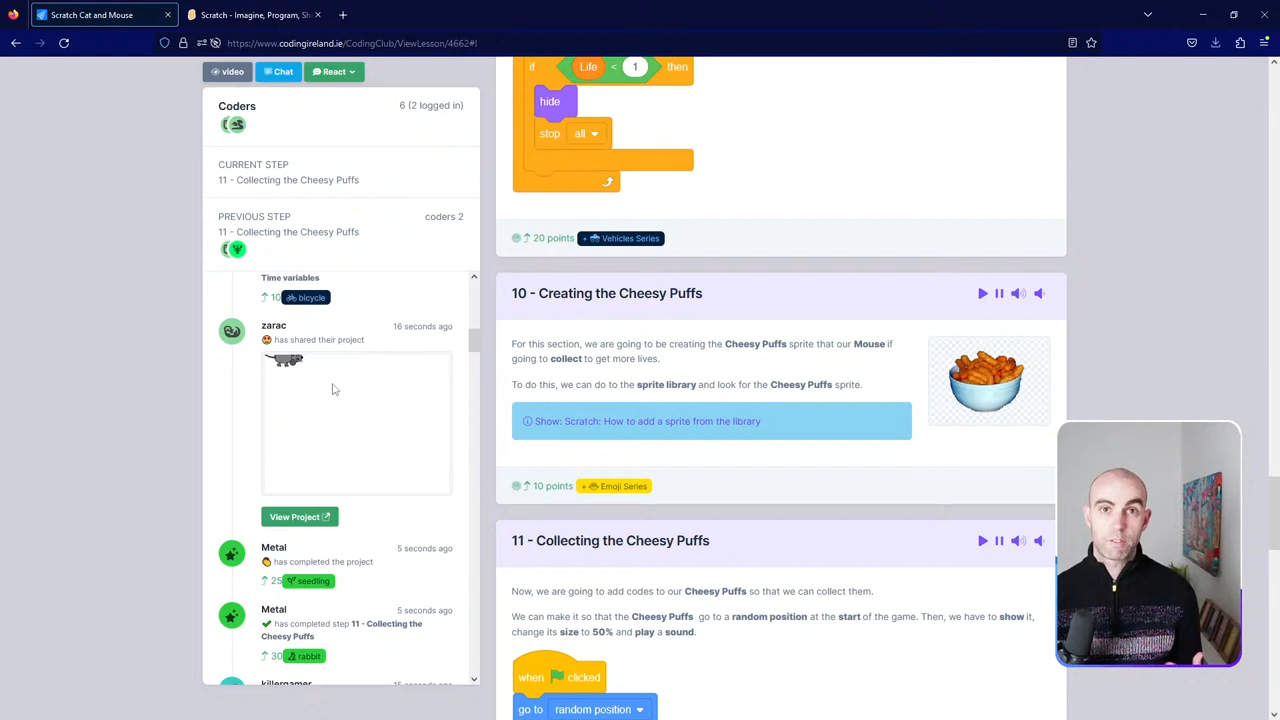 Scratch Cat and Mouse
Scratch - Imagine, Program, Sh
https://www.codingireland.ie/CodingClub/ViewLesson/4662#!
video
Chat
React
Coders
6 (2 logged in)
CURRENT STEP
11 - Collecting the Cheesy Puffs
PREVIOUS STEP
coders 2
11 - Collecting the Cheesy Puffs
Time variables
10 bicycle
zarac
16 seconds ago
has shared their project
View Project
Metal
5 seconds ago
has completed the project
25 seedling
Metal
5 seconds ago
has completed step 11 - Collecting the
Cheesy Puffs
30 rabbit
killergamer
15 seconds ago
if Life < 1 then
hide
stop all
20 points + Vehicles Series
10 - Creating the Cheesy Puffs
For this section, we are going to be creating the Cheesy Puffs sprite that our Mouse if
going to collect to get more lives.
To do this, we can do to the sprite library and look for the Cheesy Puffs sprite.
Show: Scratch: How to add a sprite from the library
10 points + Emoji Series
11 - Collecting the Cheesy Puffs
Now, we are going to add codes to our Cheesy Puffs so that we can collect them.
We can make it so that the Cheesy Puffs go to a random position at the start of the game. Then, we have to show it,
change its size to 50% and play a sound.
when clicked
go to random position